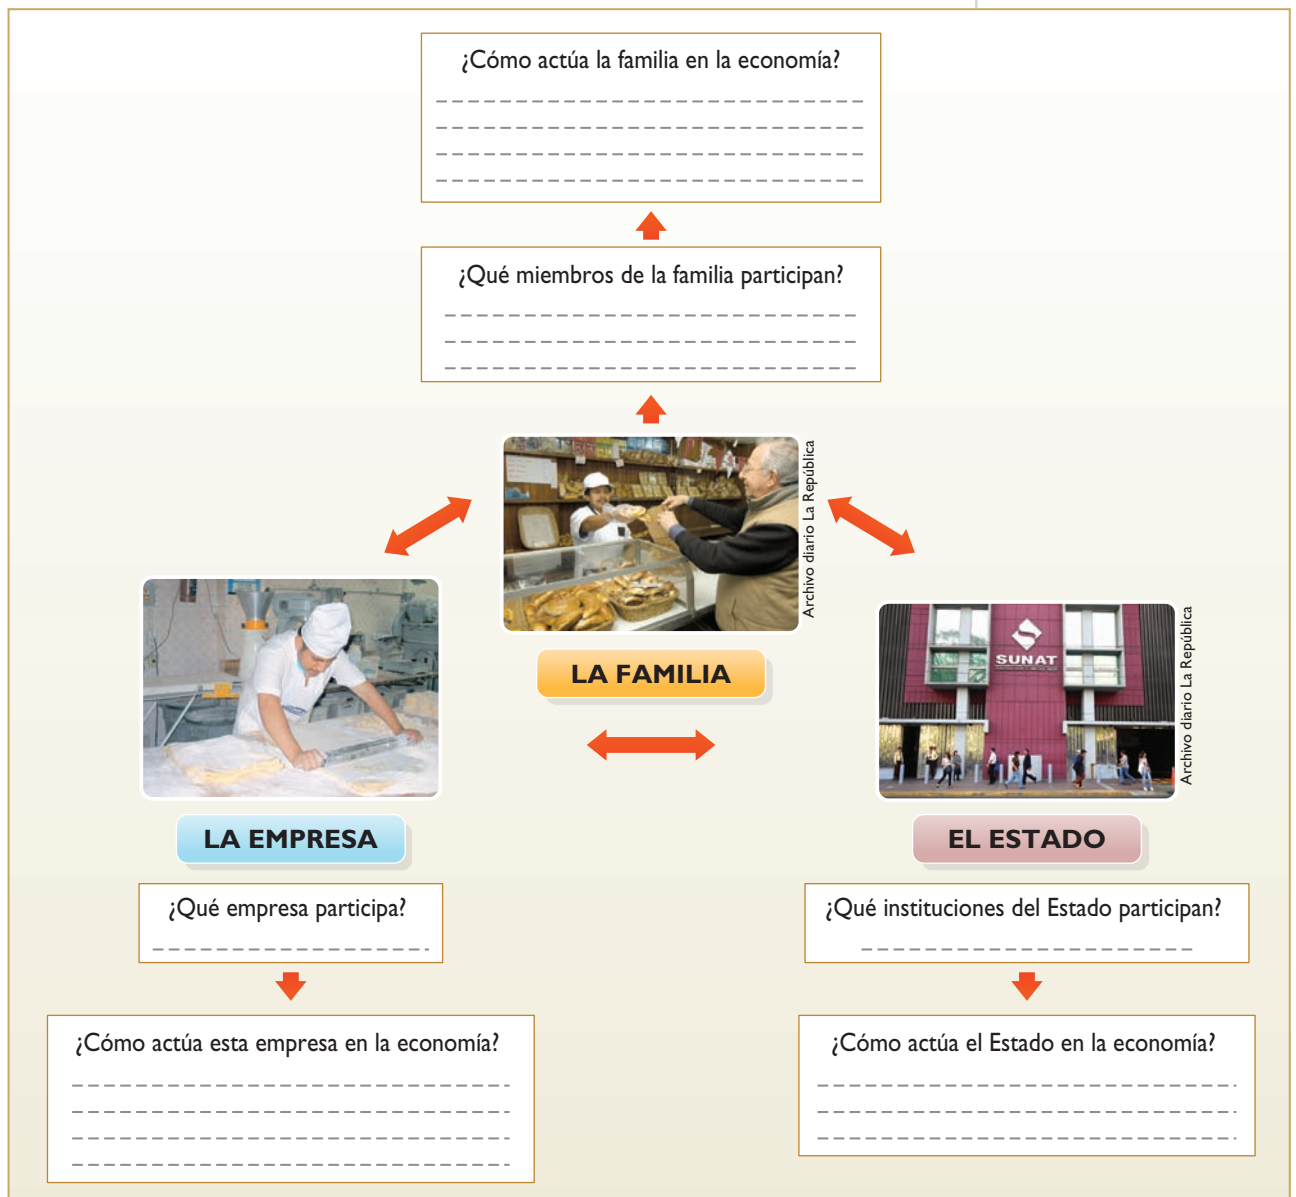 ¿Cómo actúa la familia en la economía?
¿Qué miembros de la familia participan?
Archivo diario La República
LA FAMILIA
SUNAT
Archivo diario La República
LA EMPRESA
EL ESTADO
¿Qué empresa participa?
¿Qué instituciones del Estado participan?
¿Cómo actúa esta empresa en la economía?
¿Cómo actúa el Estado en la economía?